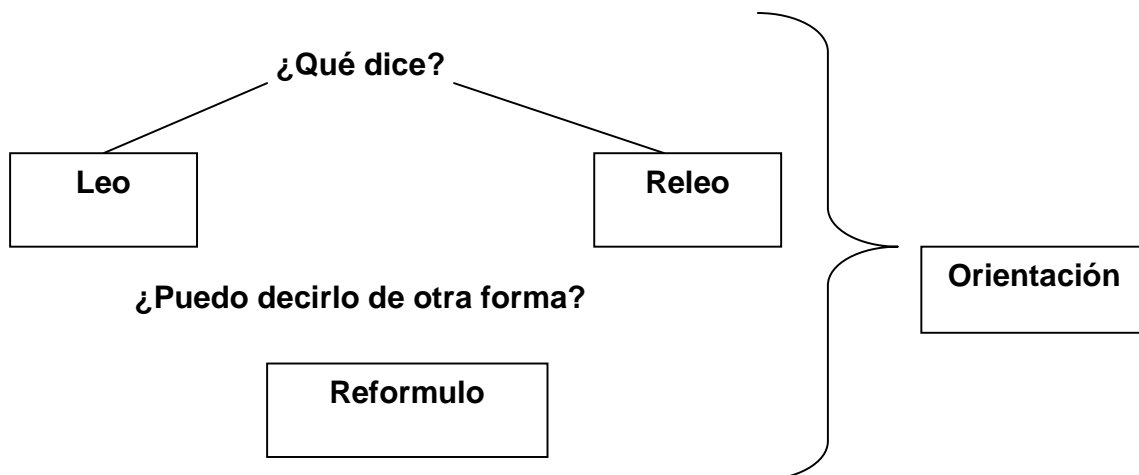 ¿Qué dice?
Leo
Releo
Orientación
¿Puedo decirlo de otra forma?
Reformulo